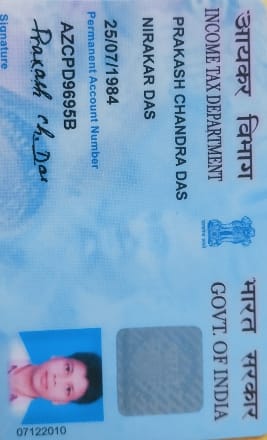 आयकर विभाग
INCOME TAX DEPARTMENT
भारत सरकार
GOVT. OF INDIA
PRAKASH CHANDRA DAS
NIRAKAR DAS
25/07/1984
Permanent Account Number
AZCPD9695B
Prakash Ch. Das
Signature
07122010